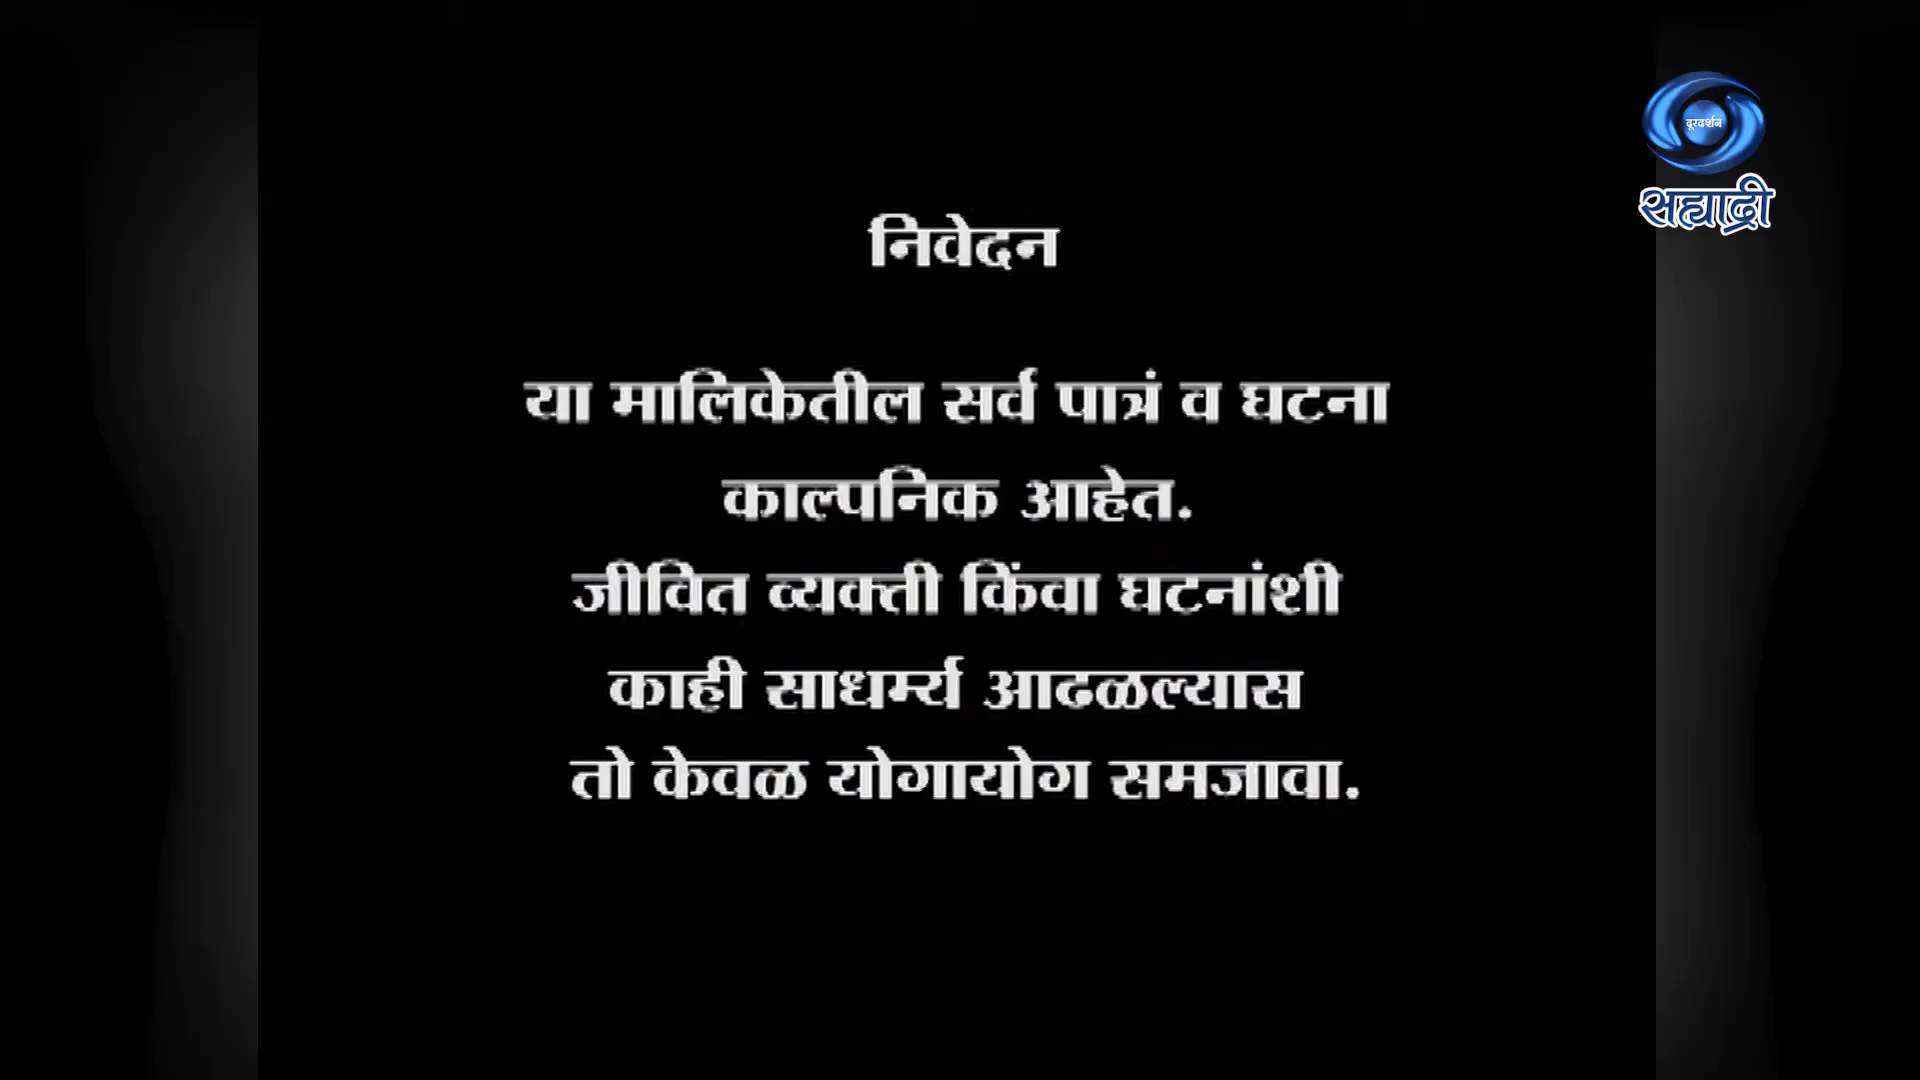 दूरदर्शन
सह्याद्री
निवेदन
या मालिकेतील सर्व पात्रं व घटना
काल्पनिक आहेत.
जीवित व्यक्ती किंवा घटनांशी
काही साधर्म्य आढळल्यास
तो केवळ योगायोग समजावा.